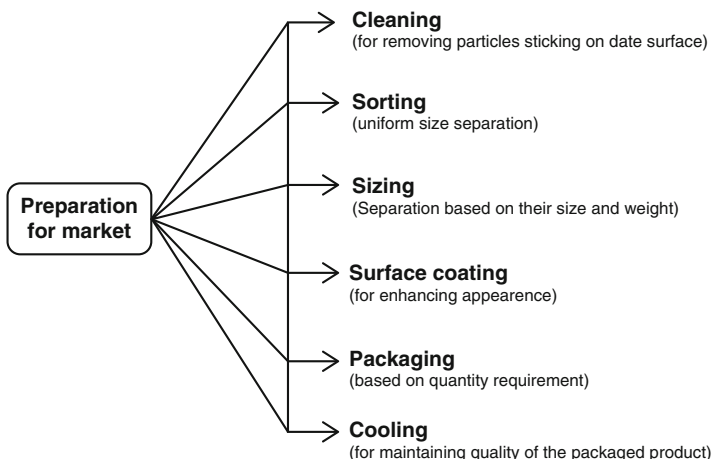 Cleaning
(for removing particles sticking on date surface)
Sorting
(uniform size separation)
Sizing
(Separation based on their size and weight)
Preparation
for market
Surface coating
(for enhancing appearence)
Packaging
(based on quantity requirement)
Cooling
(for maintaining quality of the packaged product)